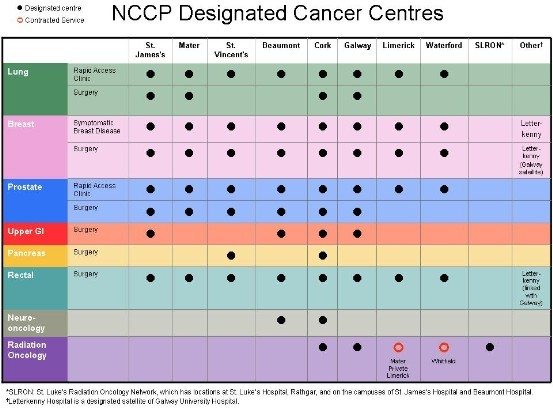 Designated centre
Contracted Service
NCCP Designated Cancer Centres
St. James's Mater St. Vincent's Beaumont Cork Galway Limerick Waterford SLRON* Other†
Lung Rapid Access Clinic
Surgery
Breast Symptomatic Breast Disease Letter-kenny
Surgery Letter-kenny (Galway satellite)
Prostate Rapid Access Clinic
Surgery
Upper GI Surgery
Pancreas Surgery
Rectal Surgery Letter-kenny (linked with Galway)
Neuro-oncology
Radiation Oncology Mater Private Limerick Whitfield
*SLRON: St. Luke's Radiation Oncology Network, which has locations at St. Luke's Hospital, Rathgar, and on the campuses of St. James's Hospital and Beaumont Hospital.
†Letterkenny Hospital is a designated satellite of Galway University Hospital.